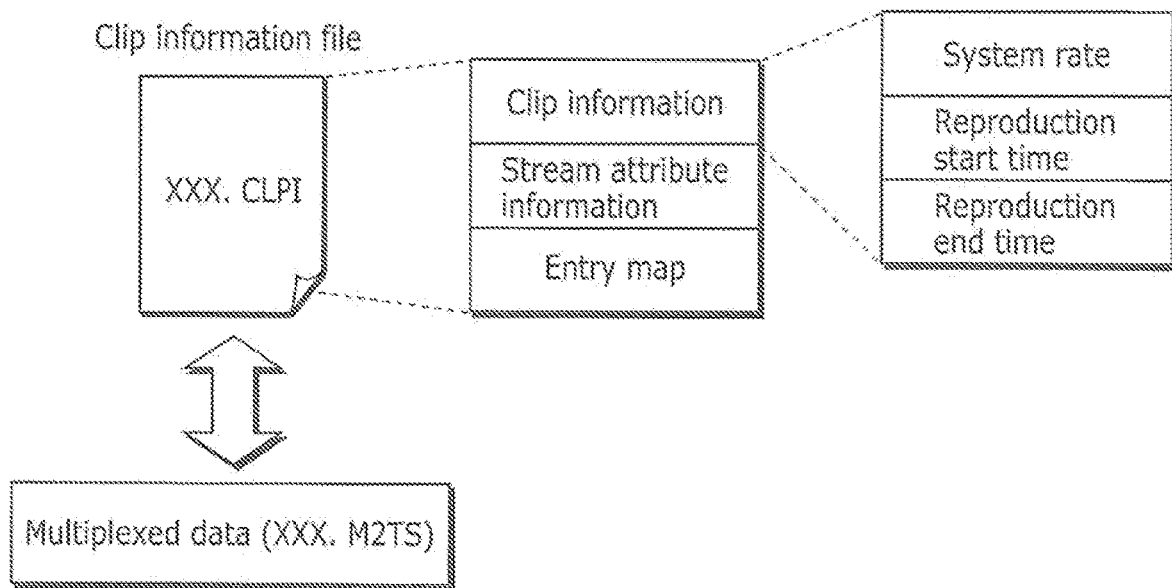 Clip information file
XXX. CLPI
Clip information
Stream attribute
information
Entry map
System rate
Reproduction
start time
Reproduction
end time
Multiplexed data (XXX. M2TS)